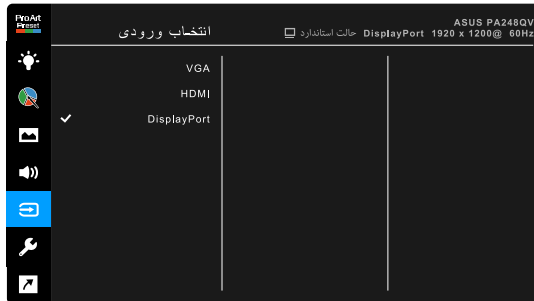 ProArt
Preset
انتخاب ورودی
ASUS PA248QV
حالت استاندارد DisplayPort 1920 x 1200@ 60Hz
VGA
HDMI
DisplayPort